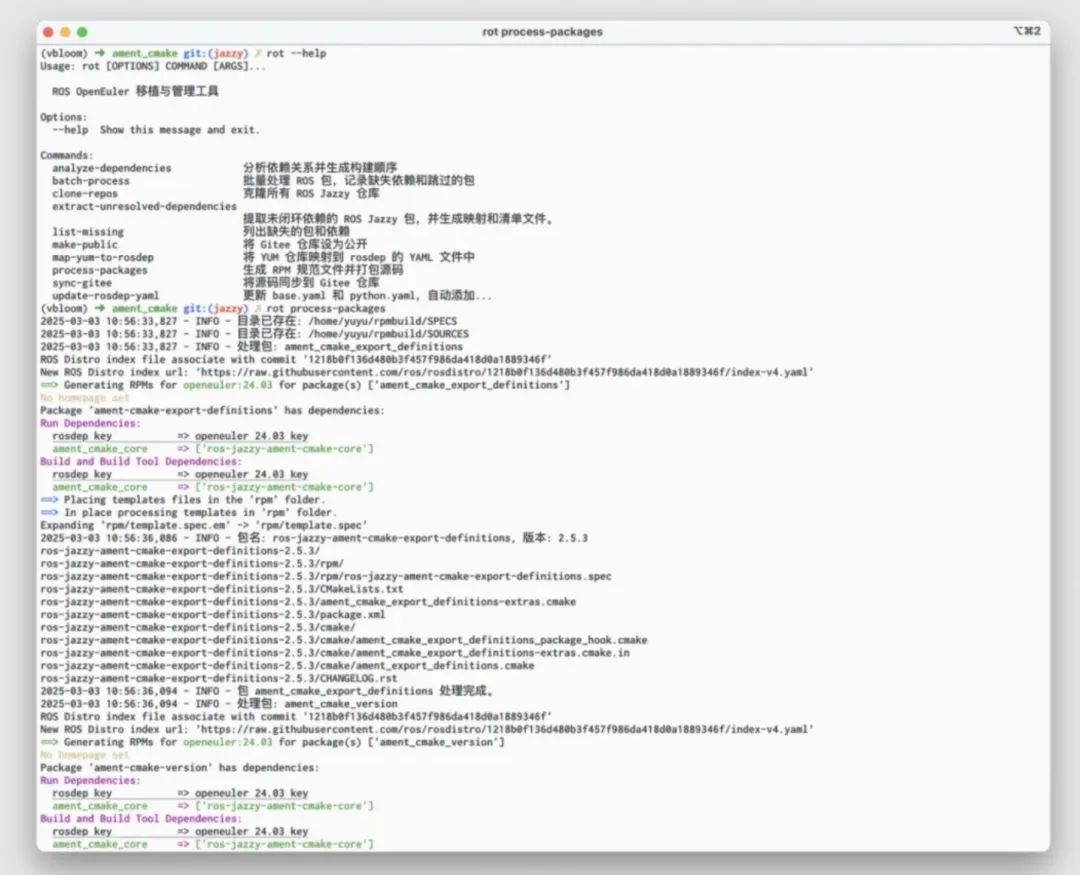 rot process-packages
⌥⌘2
(vbloom) ➜ ament_cmake git:(jazzy) ✗ rot --help
Usage: rot [OPTIONS] COMMAND [ARGS]...
ROS OpenEuler 移植与管理工具
Options:
--help Show this message and exit.
Commands:
analyze-dependencies 分析依赖关系并生成构建顺序
batch-process 批量处理 ROS 包，记录缺失依赖和跳过的包
clone-repos 克隆所有 ROS Jazzy 仓库
extract-unresolved-dependencies
提取未闭环依赖的 ROS Jazzy 包，并生成映射和清单文件。
list-missing 列出缺失的包和依赖
make-public 将 Gitee 仓库设为公开
map-yum-to-rosdep 将 YUM 仓库映射到 rosdep 的 YAML 文件中
process-packages 生成 RPM 规范文件并打包源码
sync-gitee 将源码同步到 Gitee 仓库
update-rosdep-yaml 更新 base.yaml 和 python.yaml，自动添加...
(vbloom) ➜ ament_cmake git:(jazzy) ✗ rot process-packages
2025-03-03 10:56:33,827 - INFO - 目录已存在: /home/yuyu/rpmbuild/SPECS
2025-03-03 10:56:33,827 - INFO - 目录已存在: /home/yuyu/rpmbuild/SOURCES
2025-03-03 10:56:33,827 - INFO - 处理包: ament_cmake_export_definitions
ROS Distro index file associate with commit '1218b0f136d480b3f457f986da418d0a1889346f'
New ROS Distro index url: 'https://raw.githubusercontent.com/ros/rosdistro/1218b0f136d480b3f457f986da418d0a1889346f/index-v4.yaml'
==> Generating RPMs for openeuler:24.03 for package(s) ['ament_cmake_export_definitions']
No homepage set
Package 'ament-cmake-export-definitions' has dependencies:
Run Dependencies:
rosdep key => openeuler 24.03 key
ament_cmake_core => ['ros-jazzy-ament-cmake-core']
Build and Build Tool Dependencies:
rosdep key => openeuler 24.03 key
ament_cmake_core => ['ros-jazzy-ament-cmake-core']
==> Placing templates files in the 'rpm' folder.
==> In place processing templates in 'rpm' folder.
Expanding 'rpm/template.spec.em' -> 'rpm/template.spec'
2025-03-03 10:56:36,086 - INFO - 包名: ros-jazzy-ament-cmake-export-definitions, 版本: 2.5.3
ros-jazzy-ament-cmake-export-definitions-2.5.3/
ros-jazzy-ament-cmake-export-definitions-2.5.3/rpm/
ros-jazzy-ament-cmake-export-definitions-2.5.3/rpm/ros-jazzy-ament-cmake-export-definitions.spec
ros-jazzy-ament-cmake-export-definitions-2.5.3/CMakeLists.txt
ros-jazzy-ament-cmake-export-definitions-2.5.3/ament_cmake_export_definitions-extras.cmake
ros-jazzy-ament-cmake-export-definitions-2.5.3/package.xml
ros-jazzy-ament-cmake-export-definitions-2.5.3/cmake/
ros-jazzy-ament-cmake-export-definitions-2.5.3/cmake/ament_cmake_export_definitions_package_hook.cmake
ros-jazzy-ament-cmake-export-definitions-2.5.3/cmake/ament_cmake_export_definitions-extras.cmake.in
ros-jazzy-ament-cmake-export-definitions-2.5.3/cmake/ament_export_definitions.cmake
ros-jazzy-ament-cmake-export-definitions-2.5.3/CHANGELOG.rst
2025-03-03 10:56:36,094 - INFO - 包 ament_cmake_export_definitions 处理完成。
2025-03-03 10:56:36,094 - INFO - 处理包: ament_cmake_version
ROS Distro index file associate with commit '1218b0f136d480b3f457f986da418d0a1889346f'
New ROS Distro index url: 'https://raw.githubusercontent.com/ros/rosdistro/1218b0f136d480b3f457f986da418d0a1889346f/index-v4.yaml'
==> Generating RPMs for openeuler:24.03 for package(s) ['ament_cmake_version']
No homepage set
Package 'ament-cmake-version' has dependencies:
Run Dependencies:
rosdep key => openeuler 24.03 key
ament_cmake_core => ['ros-jazzy-ament-cmake-core']
Build and Build Tool Dependencies:
rosdep key => openeuler 24.03 key
ament_cmake_core => ['ros-jazzy-ament-cmake-core']